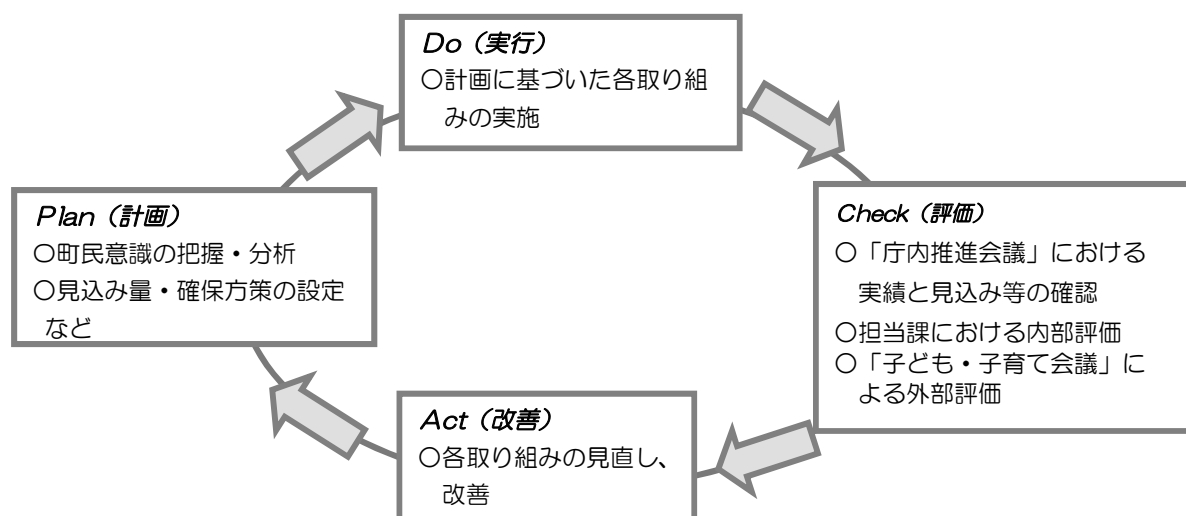 Do（実行）
○計画に基づいた各取り組
みの実施
Plan（計画）
○町民意識の把握・分析
○見込み量・確保方策の設定
など
Check（評価）
○「庁内推進会議」における
実績と見込み等の確認
○担当課における内部評価
○「子ども・子育て会議」に
よる外部評価
Act（改善）
○各取り組みの見直し、
改善